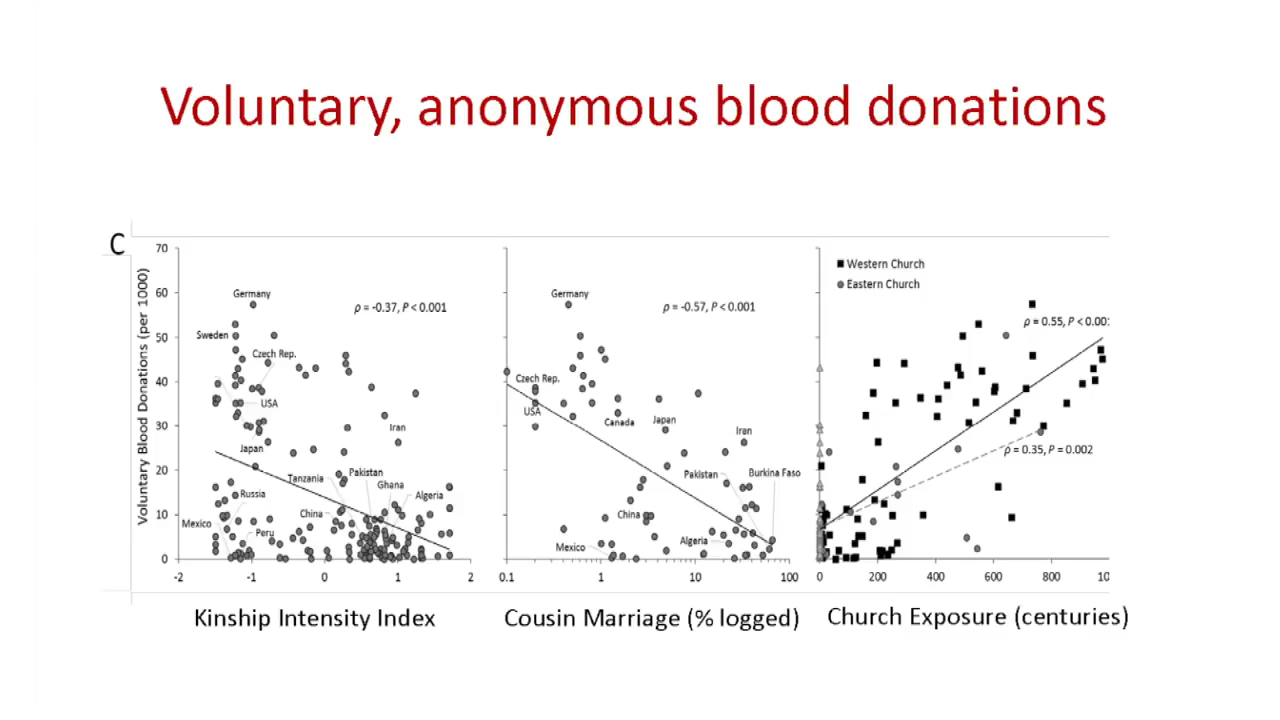 Voluntary, anonymous blood donations
C
Voluntary Blood Donations (per 1000)
70
60
50
40
30
20
10
0
Germany
ρ = -0.37, P < 0.001
Sweden
Czech Rep.
USA
Iran
Japan
Tanzania
Pakistan
Ghana
Russia
Algeria
China
Mexico
Peru
-2
-1
0
1
2
Kinship Intensity Index
Germany
ρ = -0.57, P < 0.001
Czech Rep.
USA
Canada
Japan
Iran
Pakistan
Burkina Faso
China
Algeria
Mexico
0.1
1
10
100
Cousin Marriage (% logged)
Western Church
Eastern Church
ρ = 0.55, P < 0.001
ρ = 0.35, P = 0.002
0
200
400
600
800
10
Church Exposure (centuries)